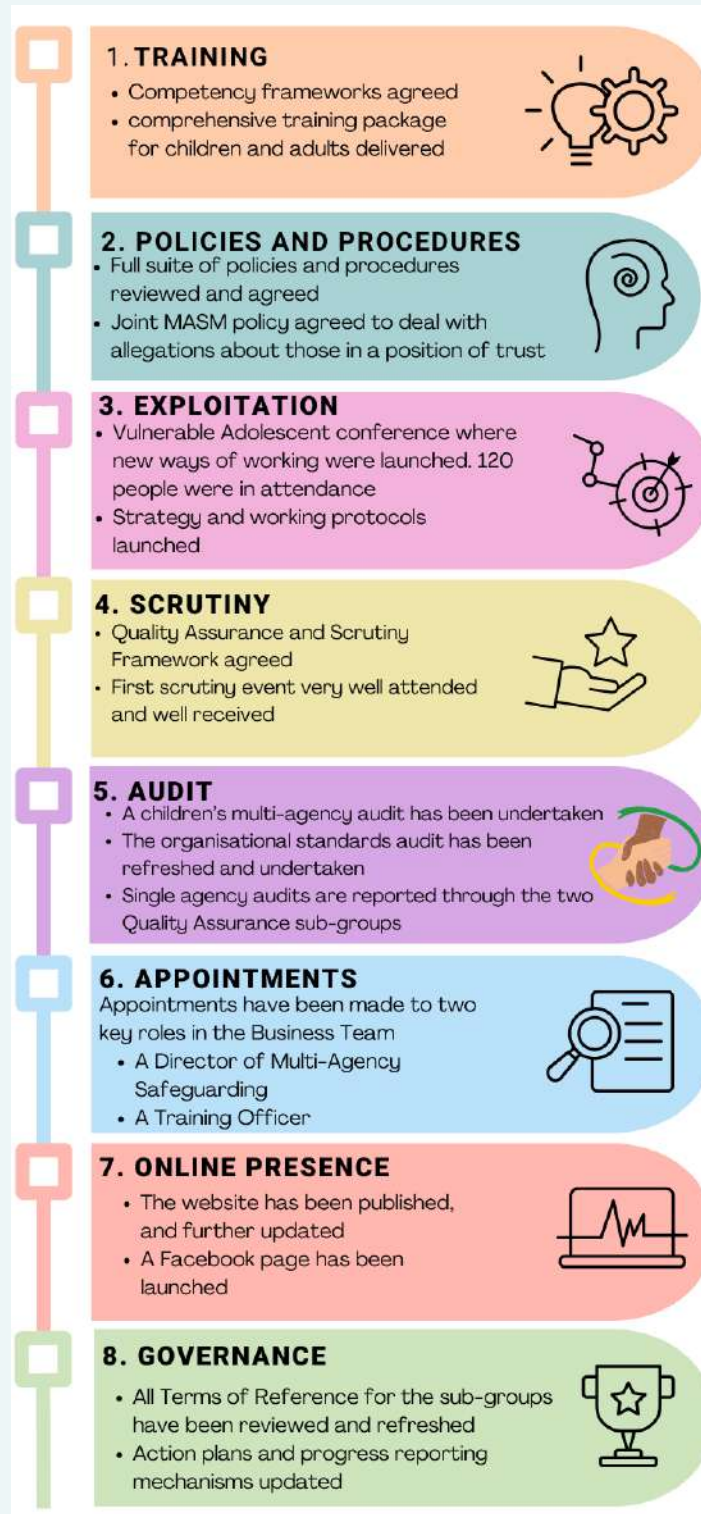 1. TRAINING
• Competency frameworks agreed
• comprehensive training package
for children and adults delivered
2. POLICIES AND PROCEDURES
• Full suite of policies and procedures
reviewed and agreed
• Joint MASM policy agreed to deal with
allegations about those in a position of trust
3. EXPLOITATION
• Vulnerable Adolescent conference where
new ways of working were launched. 120
people were in attendance
• Strategy and working protocols
launched
4. SCRUTINY
• Quality Assurance and Scrutiny
Framework agreed
• First scrutiny event very well attended
and well received
5. AUDIT
• A children's multi-agency audit has been undertaken
• The organisational standards audit has been
refreshed and undertaken
• Single agency audits are reported through the two
Quality Assurance sub-groups
6. APPOINTMENTS
Appointments have been made to two
key roles in the Business Team
• A Director of Multi-Agency
Safeguarding
• A Training Officer
7. ONLINE PRESENCE
• The website has been published,
and further updated
• A Facebook page has been
launched
8. GOVERNANCE
• All Terms of Reference for the sub-groups
have been reviewed and refreshed
• Action plans and progress reporting
mechanisms updated